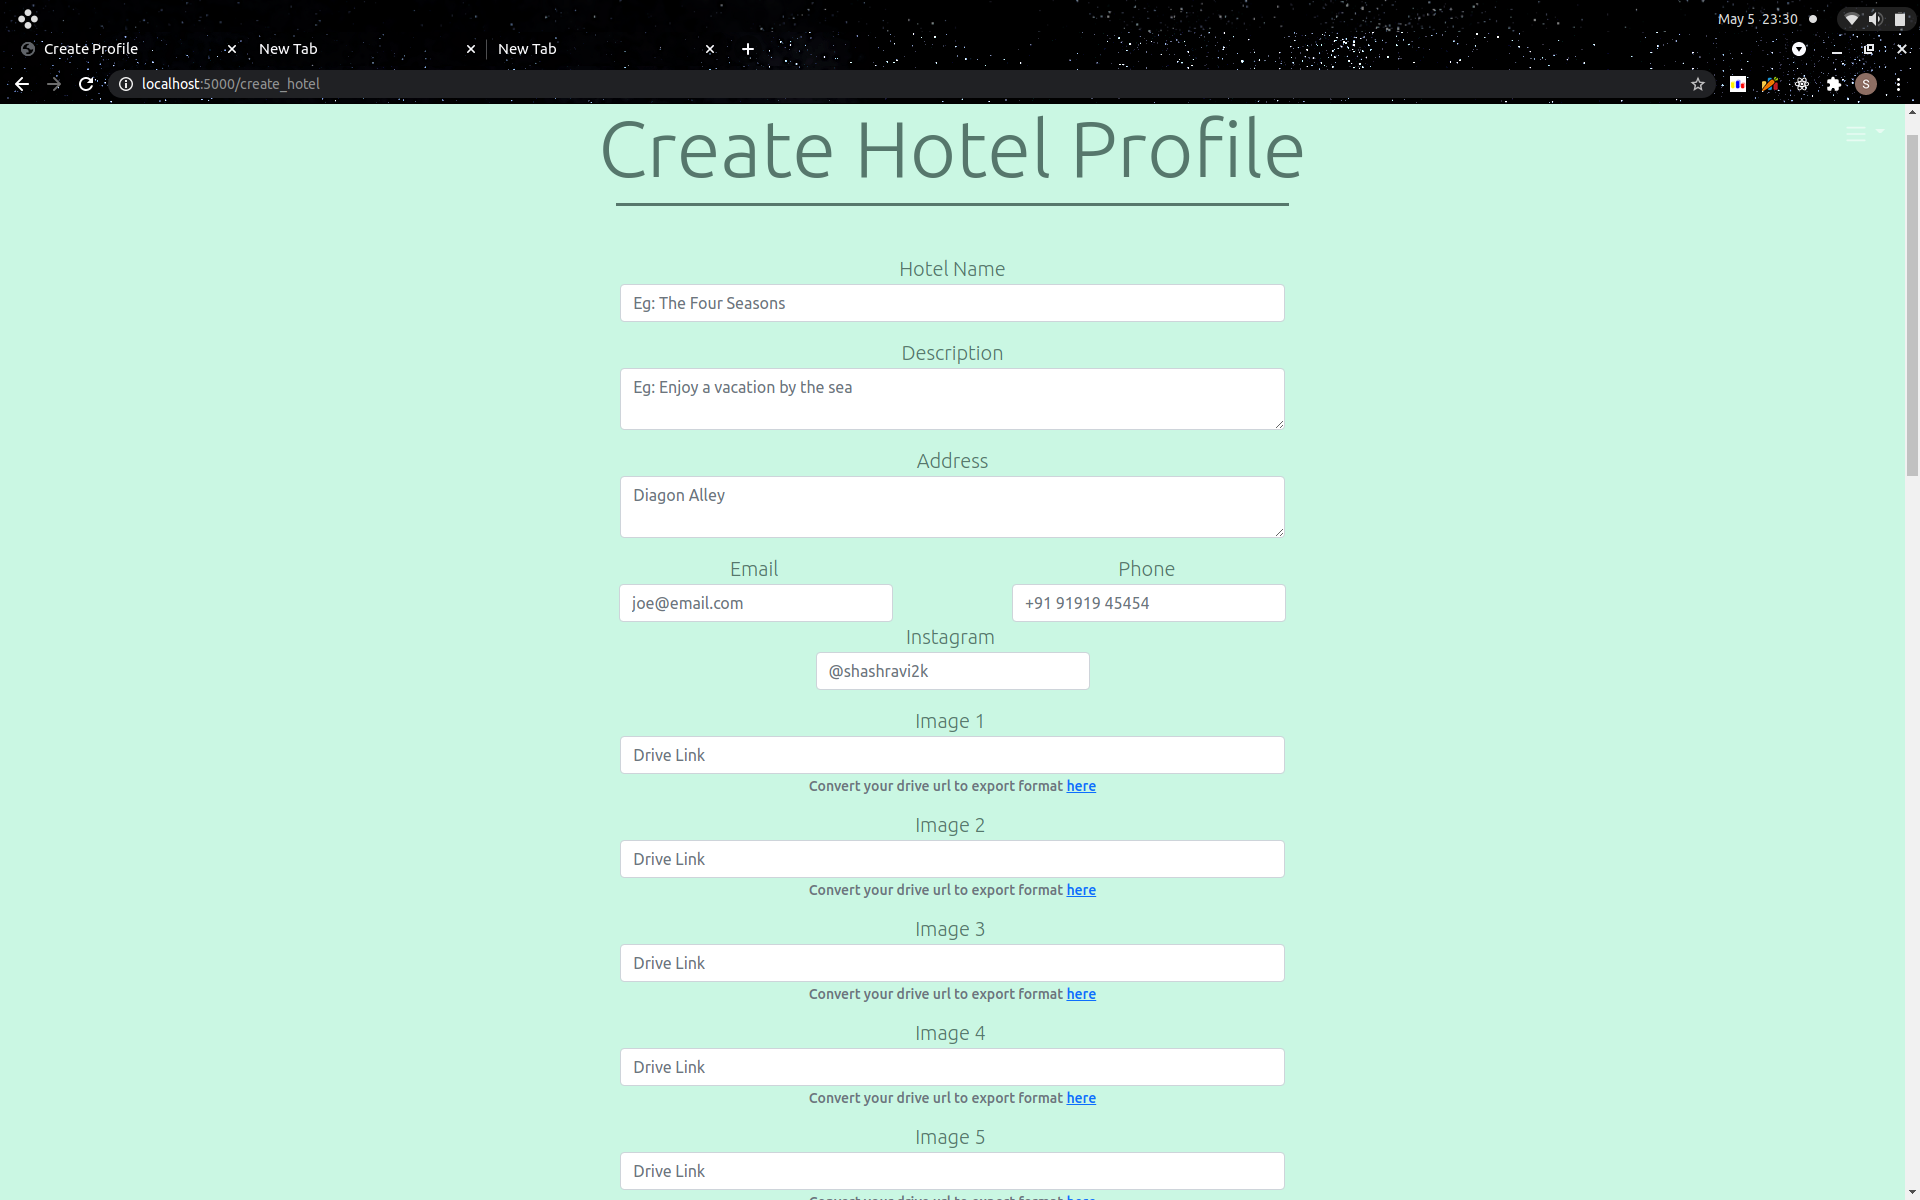 May 5 23:30
Create Profile
New Tab
New Tab
localhost:5000/create_hotel
S
Create Hotel Profile
Hotel Name
Eg: The Four Seasons
Description
Eg: Enjoy a vacation by the sea
Address
Diagon Alley
Email
Phone
joe@email.com
+91 91919 45454
Instagram
@shashravi2k
Image 1
Drive Link
Convert your drive url to export format here
Image 2
Drive Link
Convert your drive url to export format here
Image 3
Drive Link
Convert your drive url to export format here
Image 4
Drive Link
Convert your drive url to export format here
Image 5
Drive Link